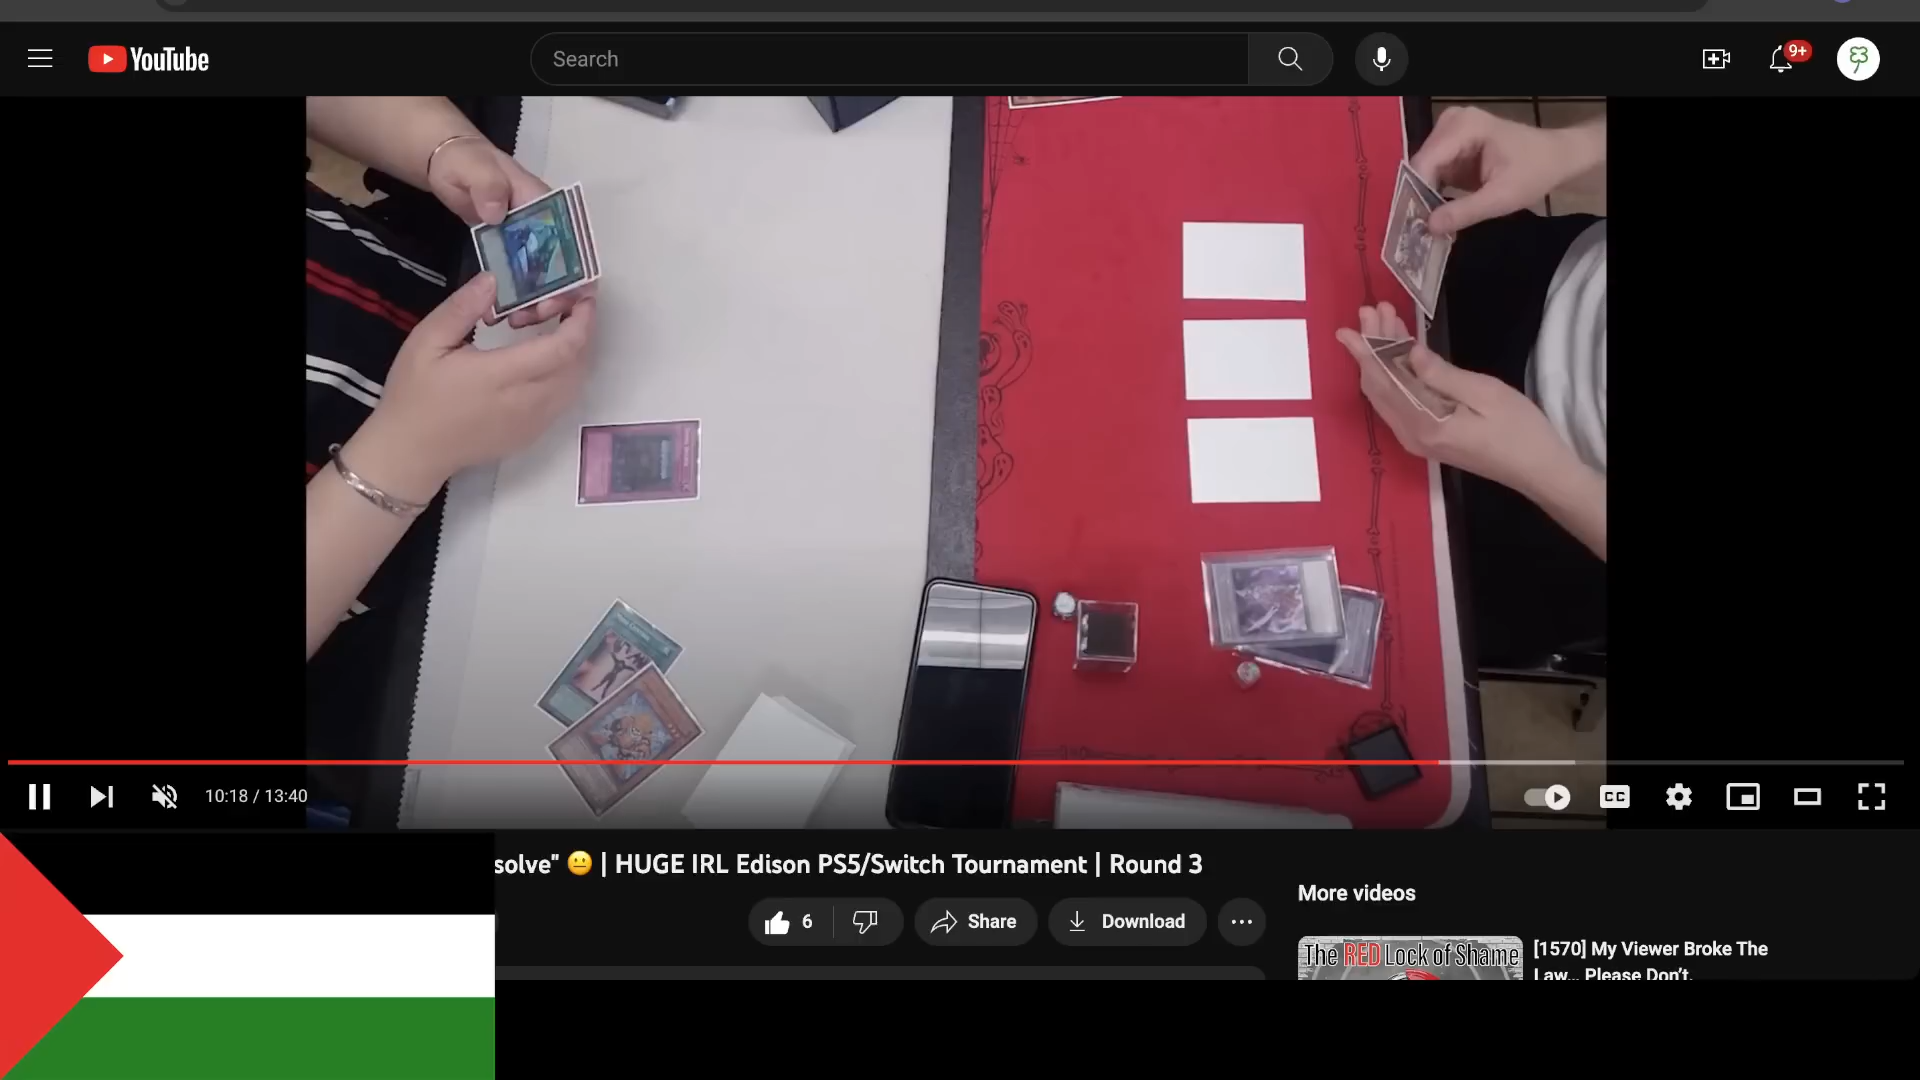 YouTube
Search
9+
10:18 / 13:40
CC
solve" 😐 | HUGE IRL Edison PS5/Switch Tournament | Round 3
6
Share
Download
More videos
The RED Lock of Shame
[1570] My Viewer Broke The
Law... Please Don't.